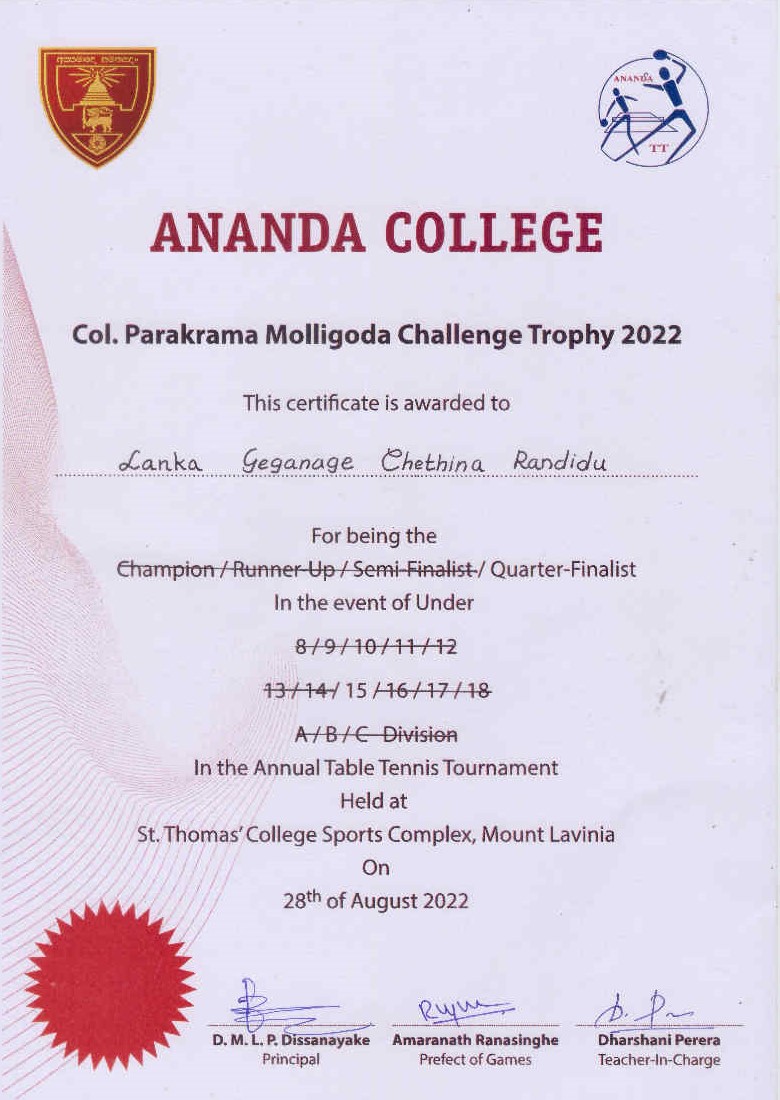 ANANDA
TT
ANANDA COLLEGE
Col. Parakrama Molligoda Challenge Trophy 2022
This certificate is awarded to
Lanka Geganage Chethina Randidu
For being the
Champion / Runner-Up / Semi-Finalist / Quarter-Finalist
In the event of Under
8 / 9 / 10 / 11 / 12
13 / 14 / 15 / 16 / 17 / 18
A / B / C Division
In the Annual Table Tennis Tournament
Held at
St. Thomas' College Sports Complex, Mount Lavinia
On
28th of August 2022
D. M. L. P. Dissanayake Amaranath Ranasinghe Dharshani Perera
Principal Prefect of Games Teacher-In-Charge